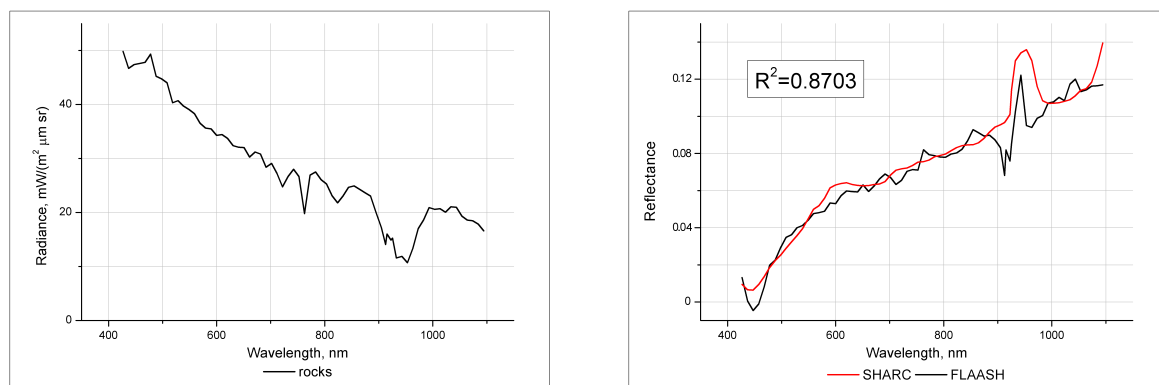 Radiance, mW/(m² μm sr)
40
20
0
400 600 800 1000
Wavelength, nm
rocks
R²=0.8703
Reflectance
0.12
0.08
0.04
0
400 600 800 1000
Wavelength, nm
SHARC FLAASH